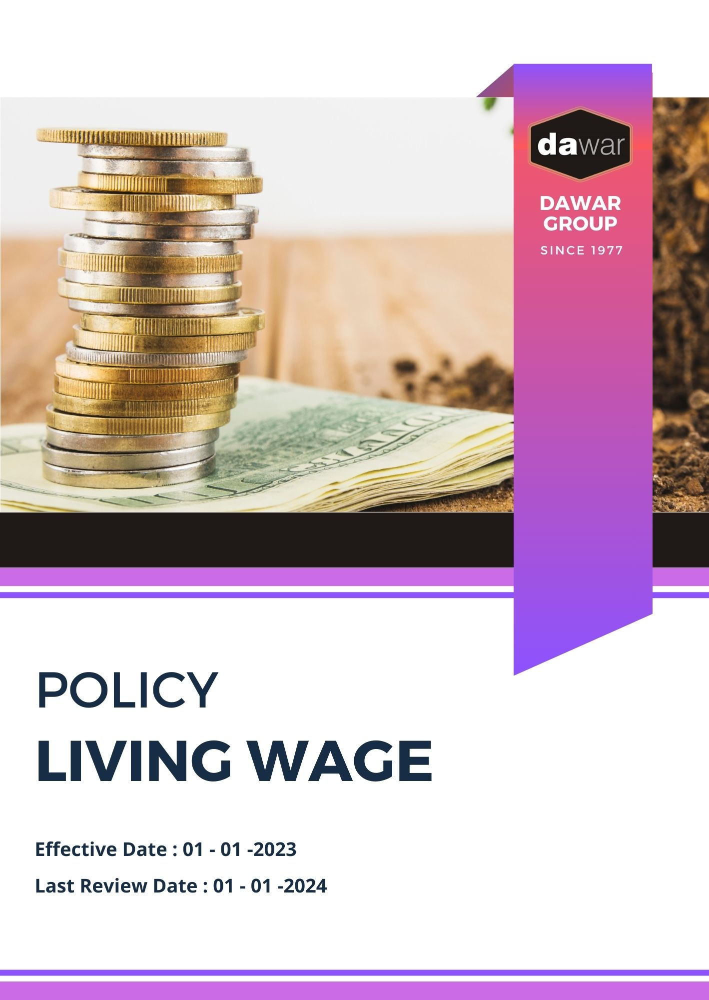 dawar
DAWAR
GROUP
SINCE 1977
POLICY
LIVING WAGE
Effective Date : 01 - 01 -2023
Last Review Date : 01 - 01 -2024